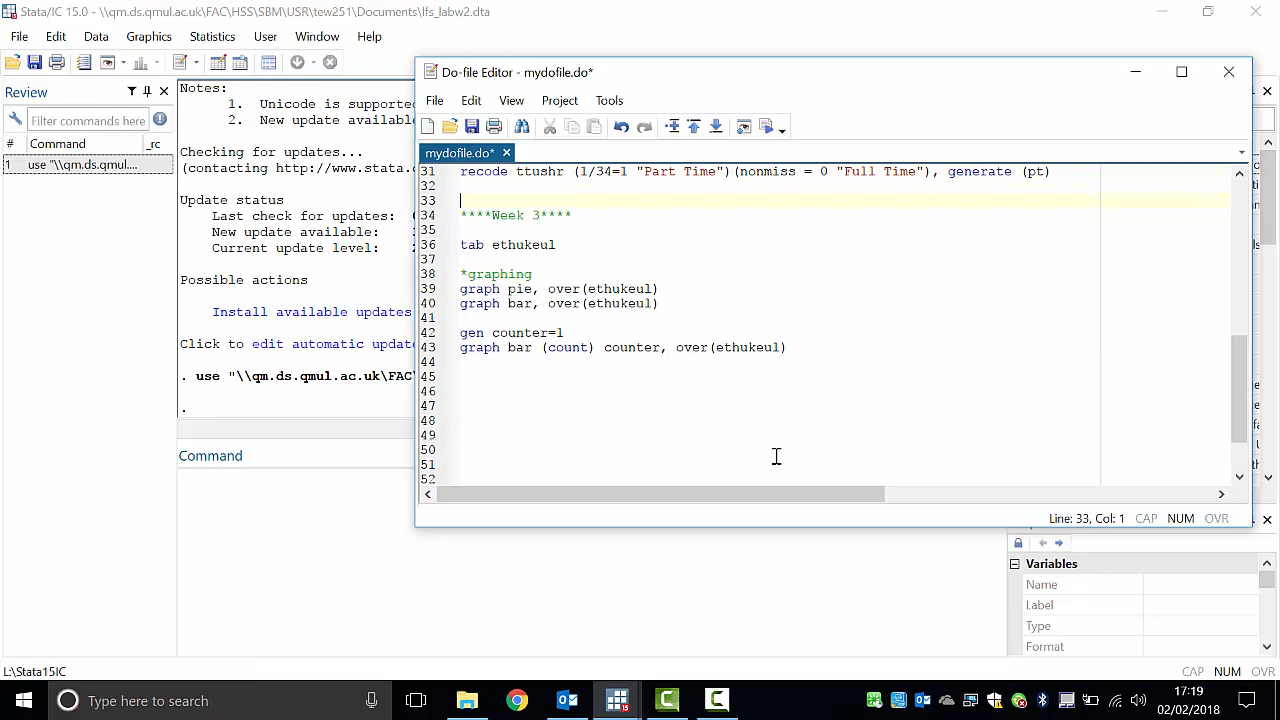 Stata/IC 15.0 - \\qm.ds.qmul.ac.uk\FAC\HSS\SBM\USR\tew251\Documents\lfs_labw2.dta
File Edit Data Graphics Statistics User Window Help
Review
Filter commands here
# Command _rc
1 use "\\qm.ds.qmul....
Notes:
1. Unicode is support
2. New update availab
Checking for updates...
(contacting http://www.stata.
Update status
Last check for updates:
New update available:
Current update level:
Possible actions
Install available updates
Click to edit automatic updat
. use "\\qm.ds.qmul.ac.uk\FAC
.
Command
Do-file Editor - mydofile.do*
File Edit View Project Tools
mydofile.do*
31 recode ttushr (1/34=1 "Part Time")(nonmiss = 0 "Full Time"), generate (pt)
32
33
34 ****Week 3****
35
36 tab ethukeul
37
38 *graphing
39 graph pie, over(ethukeul)
40 graph bar, over(ethukeul)
41
42 gen counter=1
43 graph bar (count) counter, over(ethukeul)
44
45
46
47
48
49
50
51
52
Line: 33, Col: 1 CAP NUM OVR
Variables
Name
Label
Type
Format
L:\Stata15IC
CAP NUM OVR
Type here to search
17:19
02/02/2018